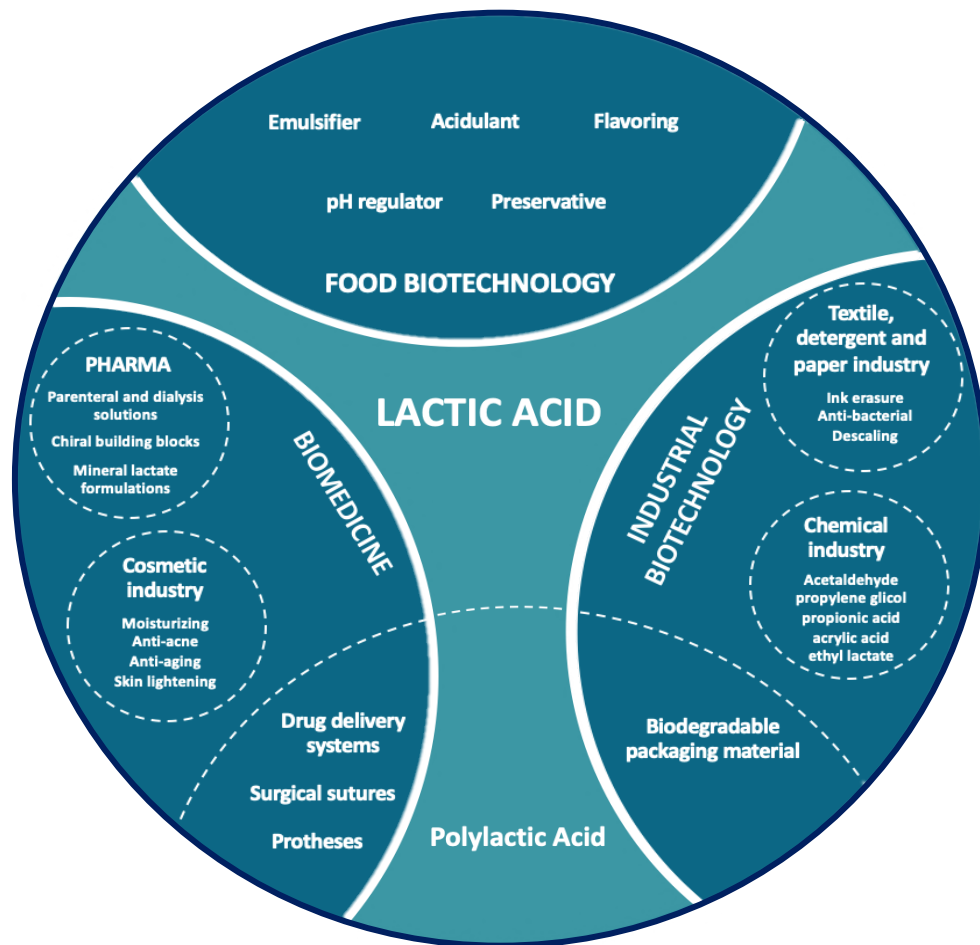 Emulsifier
Acidulant
Flavoring
pH regulator
Preservative
FOOD BIOTECHNOLOGY
LACTIC ACID
BIOMEDICINE
PHARMA
Parenteral and dialysis
solutions
Chiral building blocks
Mineral lactate
formulations
Cosmetic
industry
Moisturizing
Anti-acne
Anti-aging
Skin lightening
Drug delivery
systems
Surgical sutures
Protheses
Polylactic Acid
INDUSTRIAL
BIOTECHNOLOGY
Textile,
detergent and
paper industry
Ink erasure
Anti-bacterial
Descaling
Chemical
industry
Acetaldehyde
propylene glicol
propionic acid
acrylic acid
ethyl lactate
Biodegradable
packaging material